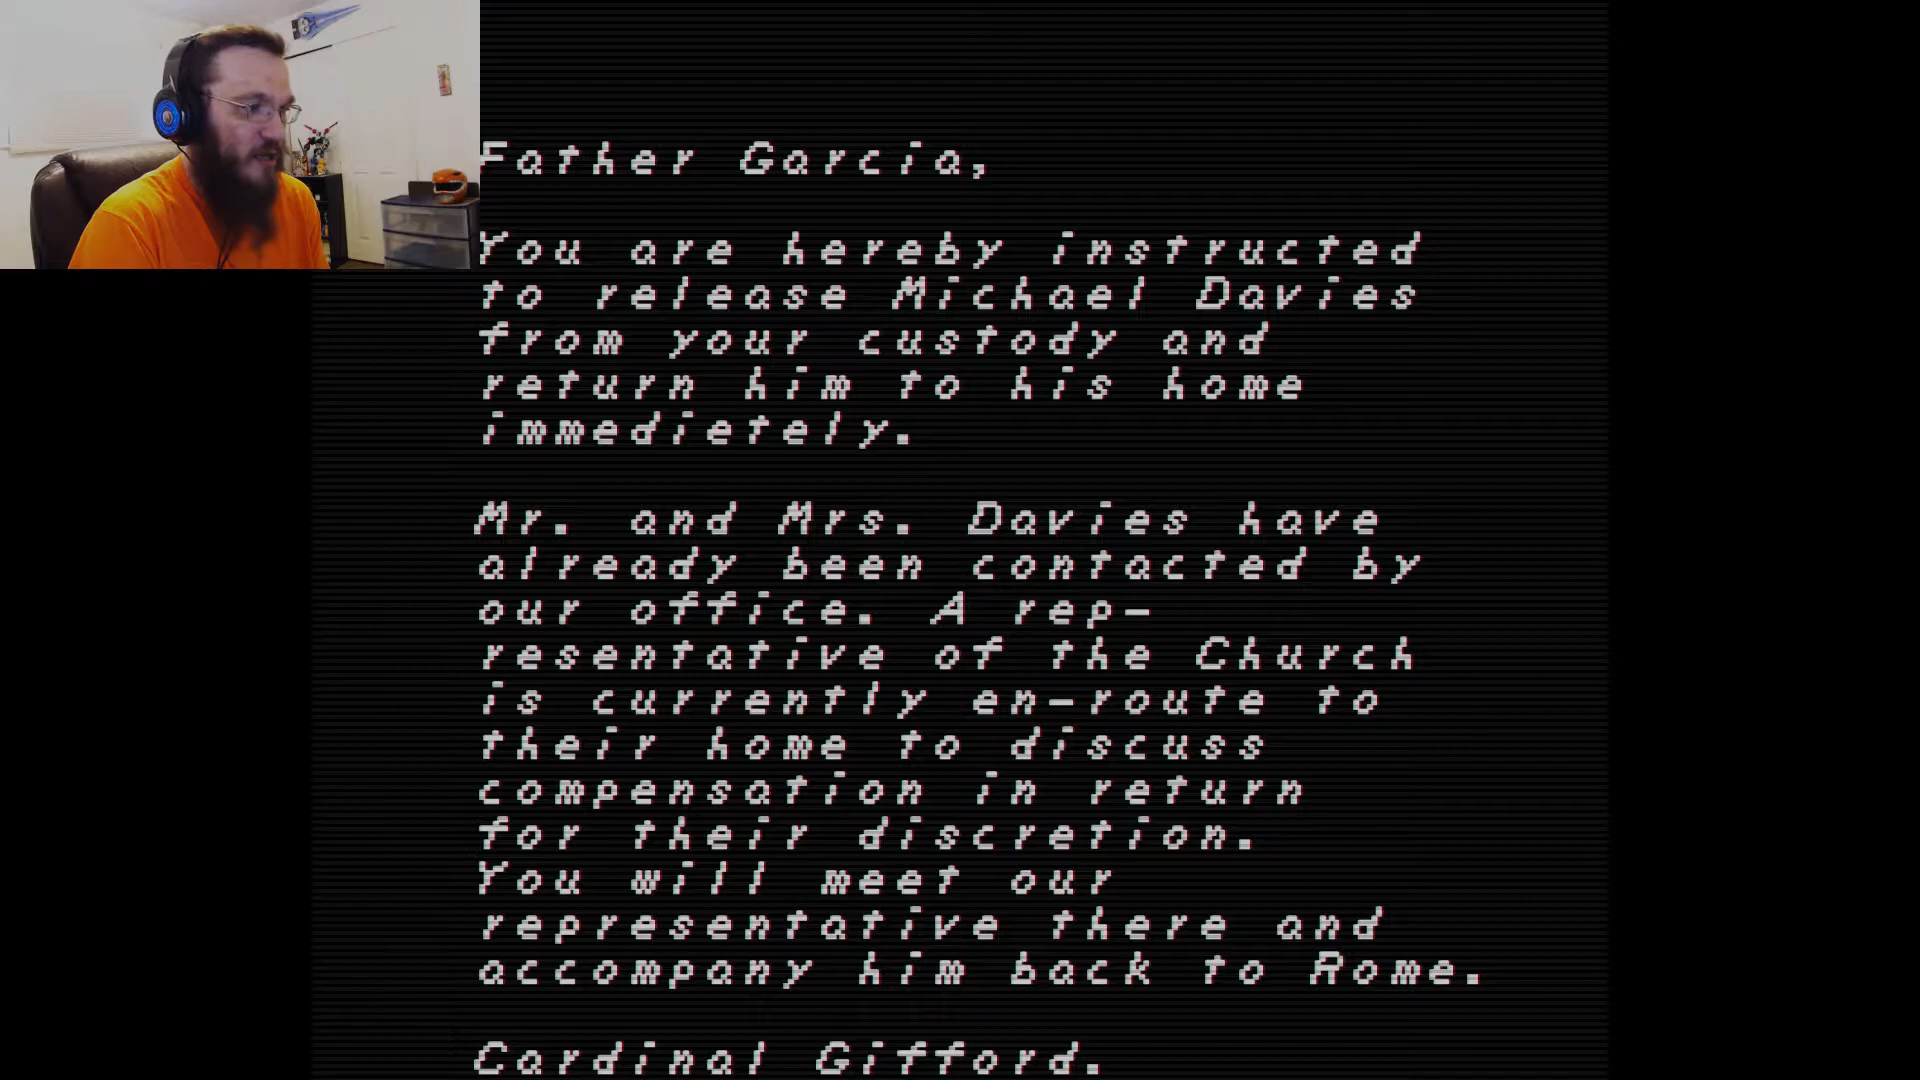 Father Garcia,
You are hereby instructed
to release Michael Davies
from your custody and
return him to his home
immedietely.
Mr. and Mrs. Davies have
already been contacted by
our office. A rep-
resentative of the Church
is currently en-route to
their home to discuss
compensation in return
for their discretion.
You will meet our
representative there and
accompany him back to Rome.
Cardinal Gifford.